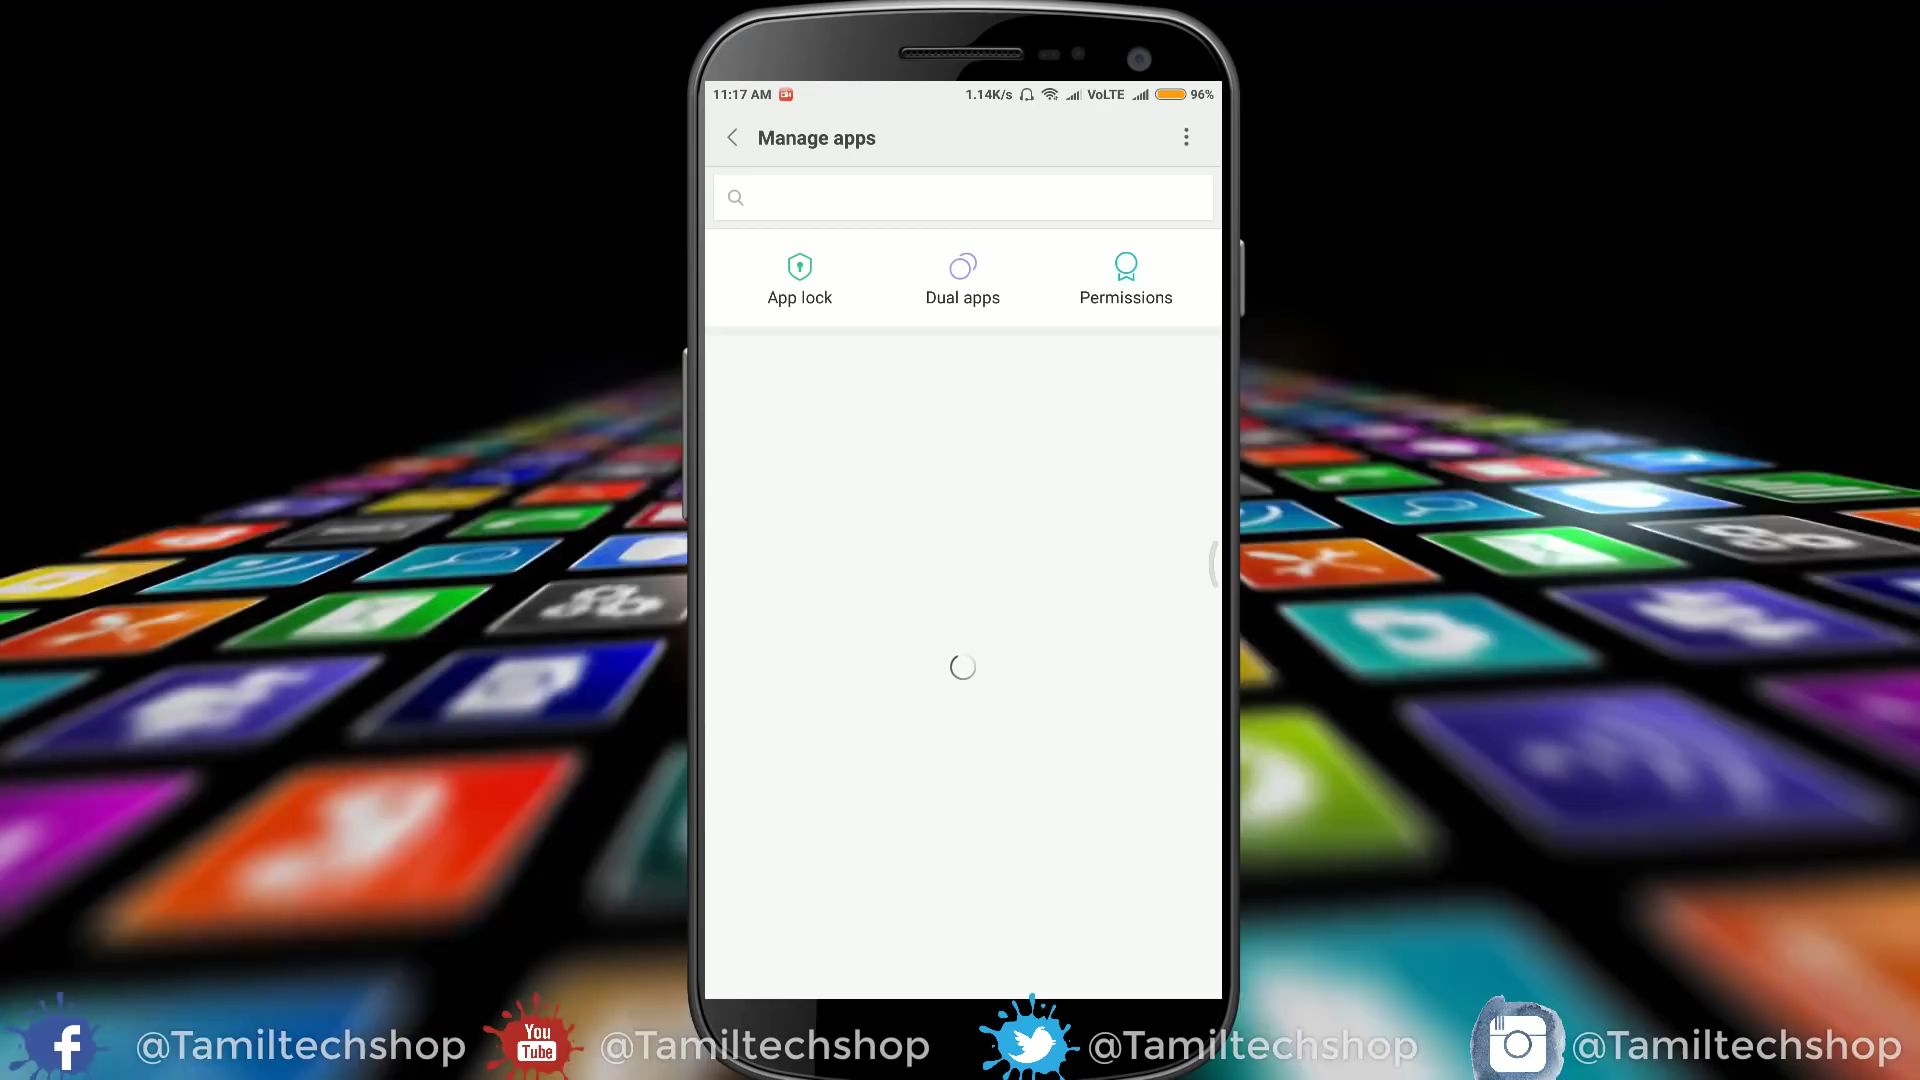 11:17 AM 1.14K/s VoLTE 96%
Manage apps
App lock Dual apps Permissions
f @Tamiltechshop You Tube @Tamiltechshop @Tamiltechshop @Tamiltechshop